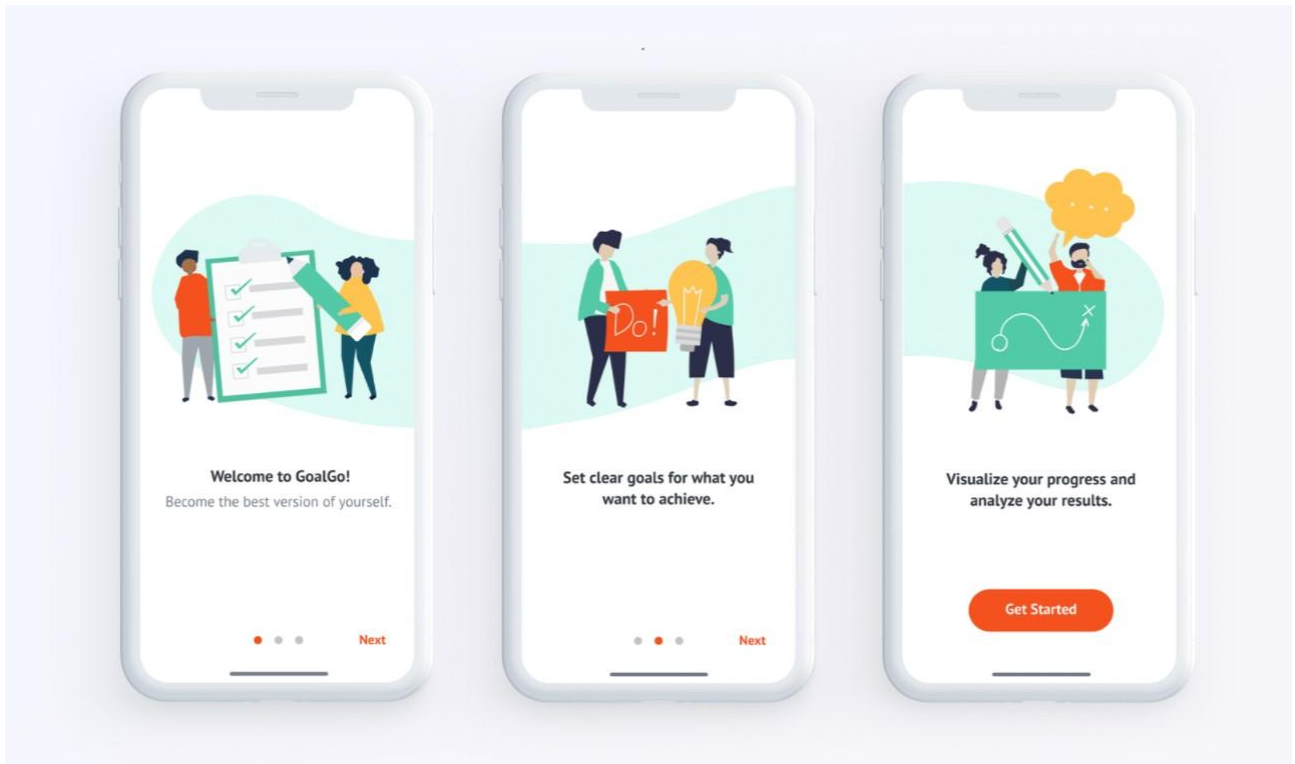 Do!
Welcome to GoalGo!
Become the best version of yourself.
Next
Set clear goals for what you
want to achieve.
Next
x
Visualize your progress and
analyze your results.
Get Started